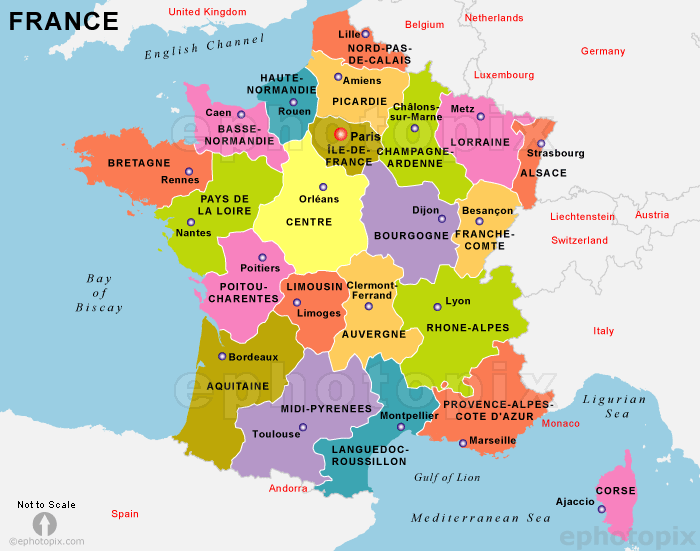 FRANCE
United Kingdom
Netherlands
Belgium
English Channel
Germany
Luxembourg
Lille
NORD-PAS-
DE-CALAIS
HAUTE-
NORMANDIE
Rouen
Amiens
PICARDIE
Caen
BASSE-
NORMANDIE
Paris
ÎLE-DE-
FRANCE
Châlons-
sur-Marne
CHAMPAGNE-
ARDENNE
Metz
LORRAINE
Strasbourg
ALSACE
ephotopix
BRETAGNE
Rennes
PAYS DE
LA LOIRE
Nantes
Orléans
CENTRE
Dijon
BOURGOGNE
Besançon
FRANCHE-
COMTE
Liechtenstein
Austria
Switzerland
Bay
of
Biscay
Poitiers
POITOU-
CHARENTES
LIMOUSIN
Limoges
Clermont-
Ferrand
AUVERGNE
Lyon
RHONE-ALPES
Italy
Bordeaux
AQUITAINE
ephotopix
MIDI-PYRENEES
Toulouse
Montpellier
LANGUEDOC-
ROUSSILLON
PROVENCE-ALPES-
COTE D'AZUR
Marseille
Monaco
Ligurian
Sea
Gulf of Lion
Andorra
Spain
Mediterranean Sea
CORSE
Ajaccio
Not to Scale
©ephotopix.com
ephotopix